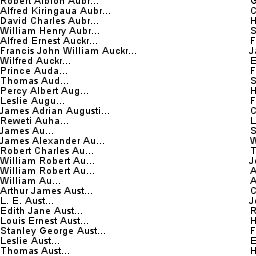 Robert Albion Aubr... G
Alfred Kiringaua Aubr... C
David Charles Aubr... H
William Henry Aubr... S
Alfred Ernest Auckr... F
Francis John William Auckr... Ja
Wilfred Auckr... E
Prince Auda... F
Thomas Aud... S
Percy Albert Aug... H
Leslie Augu... F
James Adrian Augusti... C
Reweti Auha... L
James Au... S
James Alexander Au... W
Robert Charles Au... T
William Robert Au... Je
William Robert Au... A
William Au... A
Arthur James Aust... C
L. E. Aust... Je
Edith Jane Aust... R
Louis Ernest Aust... H
Stanley George Aust... F
Leslie Aust... E
Thomas Aust... H